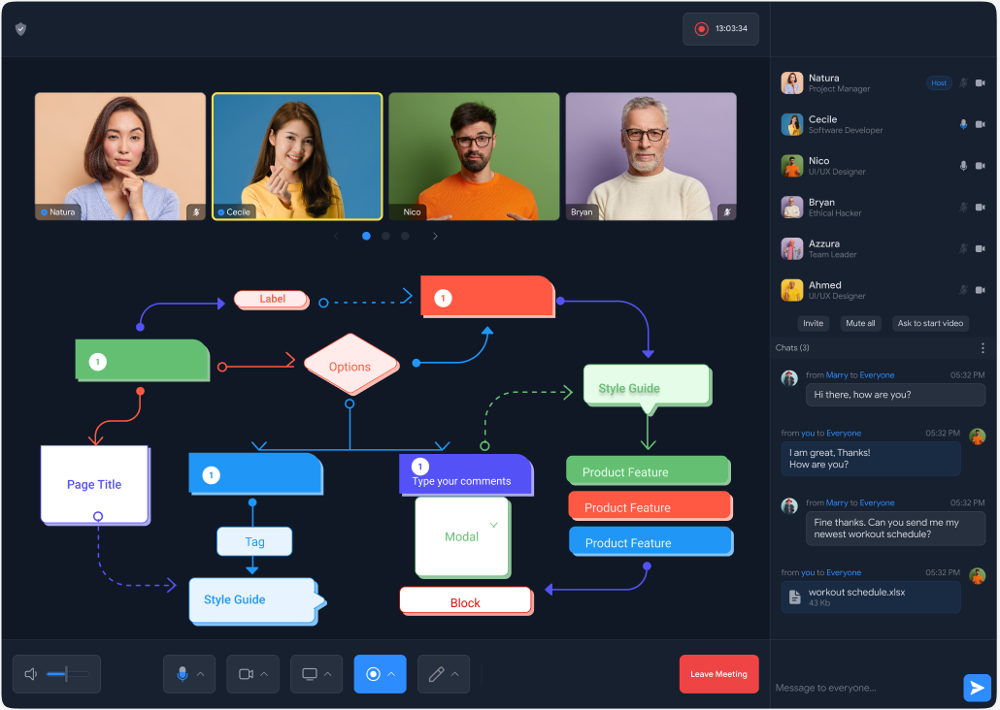 13:03:34
Natura
Cecile
Nico
Bryan
Label
1
1
Options
Style Guide
Page Title
1
1
Type your comments
Product Feature
Product Feature
Product Feature
Tag
Modal
Style Guide
Block
Leave Meeting
Natura
Project Manager
Host
Cecile
Software Developer
Nico
UI/UX Designer
Bryan
Ethical Hacker
Azzura
Team Leader
Ahmed
UI/UX Designer
Invite
Mute all
Ask to start video
Chats (3)
from Marry to Everyone
05:32 PM
Hi there, how are you?
from you to Everyone
05:32 PM
I am great, Thanks!
How are you?
from Marry to Everyone
05:32 PM
Fine thanks. Can you send me my
newest workout schedule?
from you to Everyone
05:32 PM
workout schedule.xlsx
43 Kb
Message to everyone...